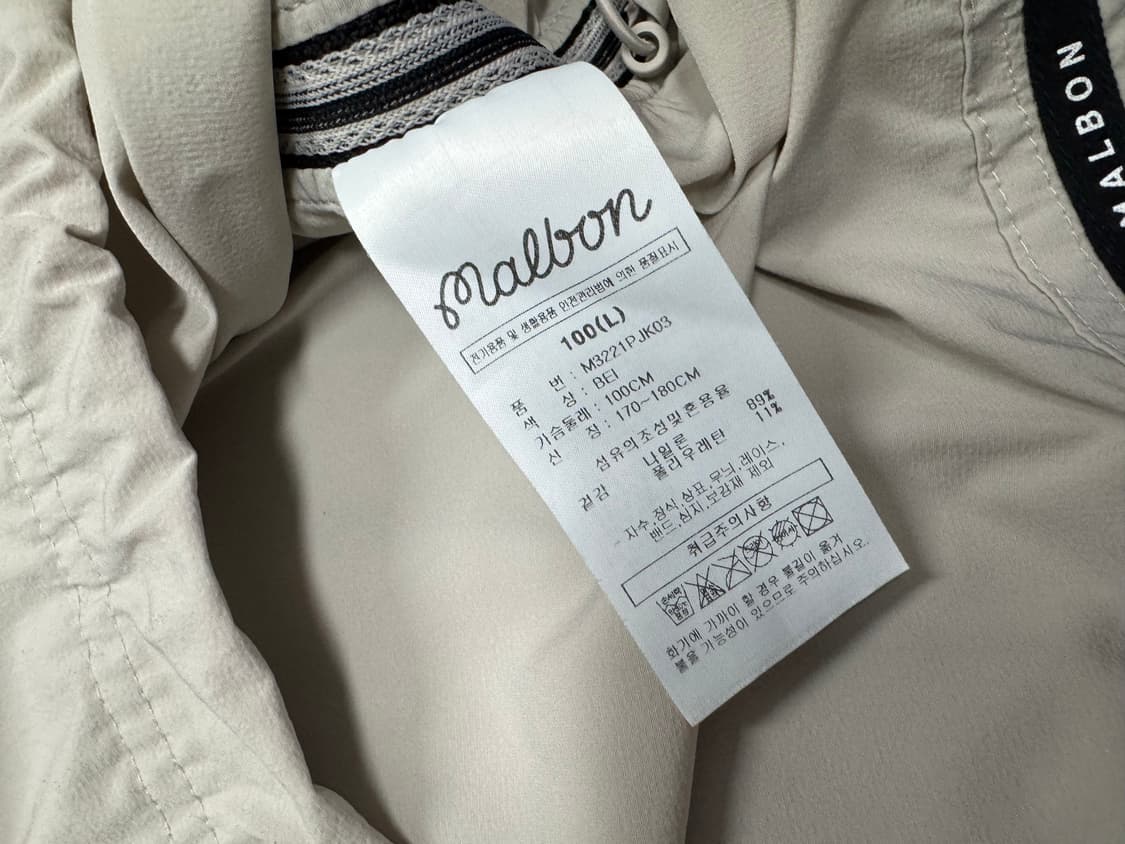 malbon
전기용품 및 생활용품 안전관리법에 의한 품질표시
100(L)
품 번 : M3221PJK03
색 상 : BEI
가슴둘레 : 100CM
신 장 : 170~180CM
섬유의조성및혼용율
겉감 나일론 89%
폴리우레탄 11%
자수,장식,상표,무늬,레이스,
밴드,심지,보강재 제외
취급주의사항
화기에 가까이 할 경우 불길이 옮겨
붙을 가능성이 있으므로 주의하십시오.
MALBON